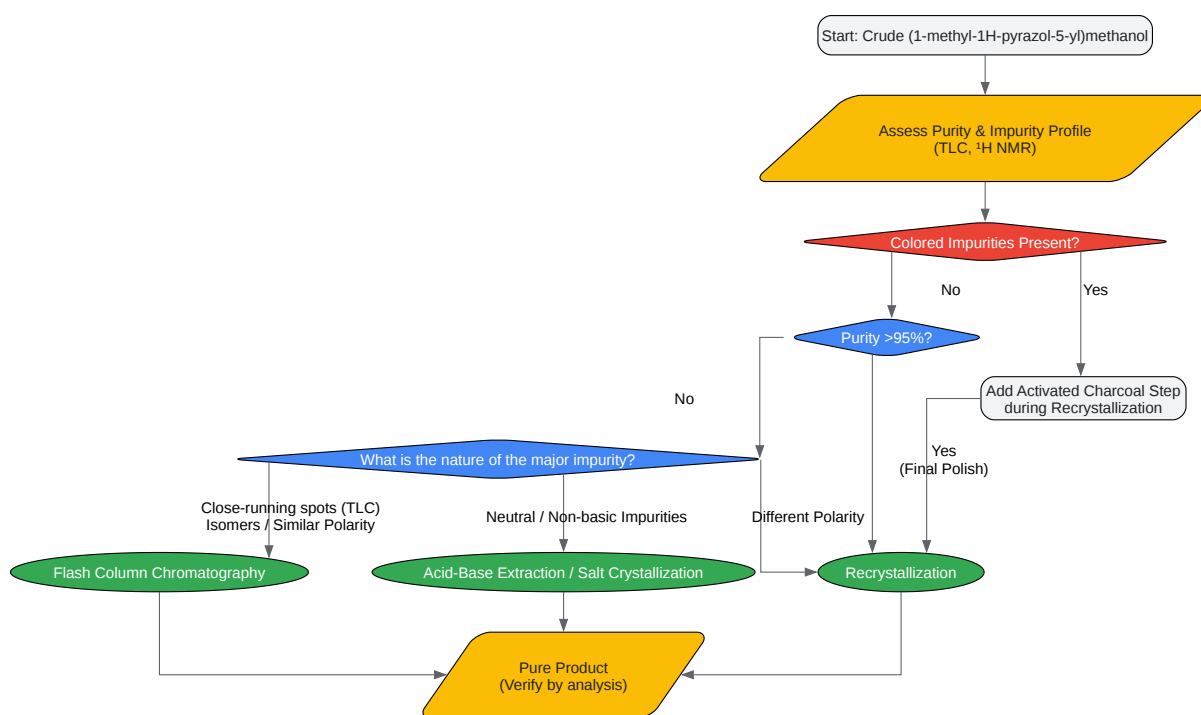 Start: Crude (1-methyl-1H-pyrazol-5-yl)methanol
Assess Purity & Impurity Profile
(TLC, ¹H NMR)
Colored Impurities Present?
No
Yes
Purity >95%?
Add Activated Charcoal Step
during Recrystallization
No
Yes
(Final Polish)
What is the nature of the major impurity?
Close-running spots (TLC)
Isomers / Similar Polarity
Neutral / Non-basic Impurities
Different Polarity
Flash Column Chromatography
Acid-Base Extraction / Salt Crystallization
Recrystallization
Pure Product
(Verify by analysis)